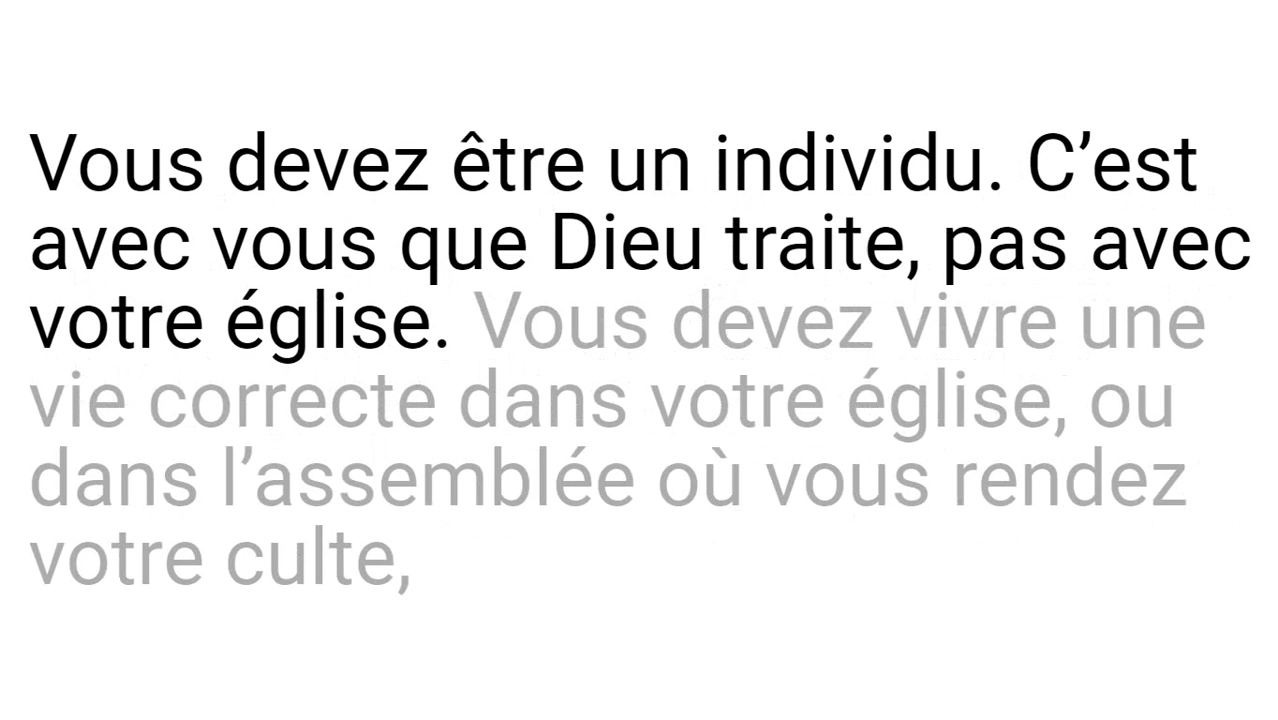 Vous devez être un individu. C’est
avec vous que Dieu traite, pas avec
votre église. Vous devez vivre une
vie correcte dans votre église, ou
dans l’assemblée où vous rendez
votre culte,